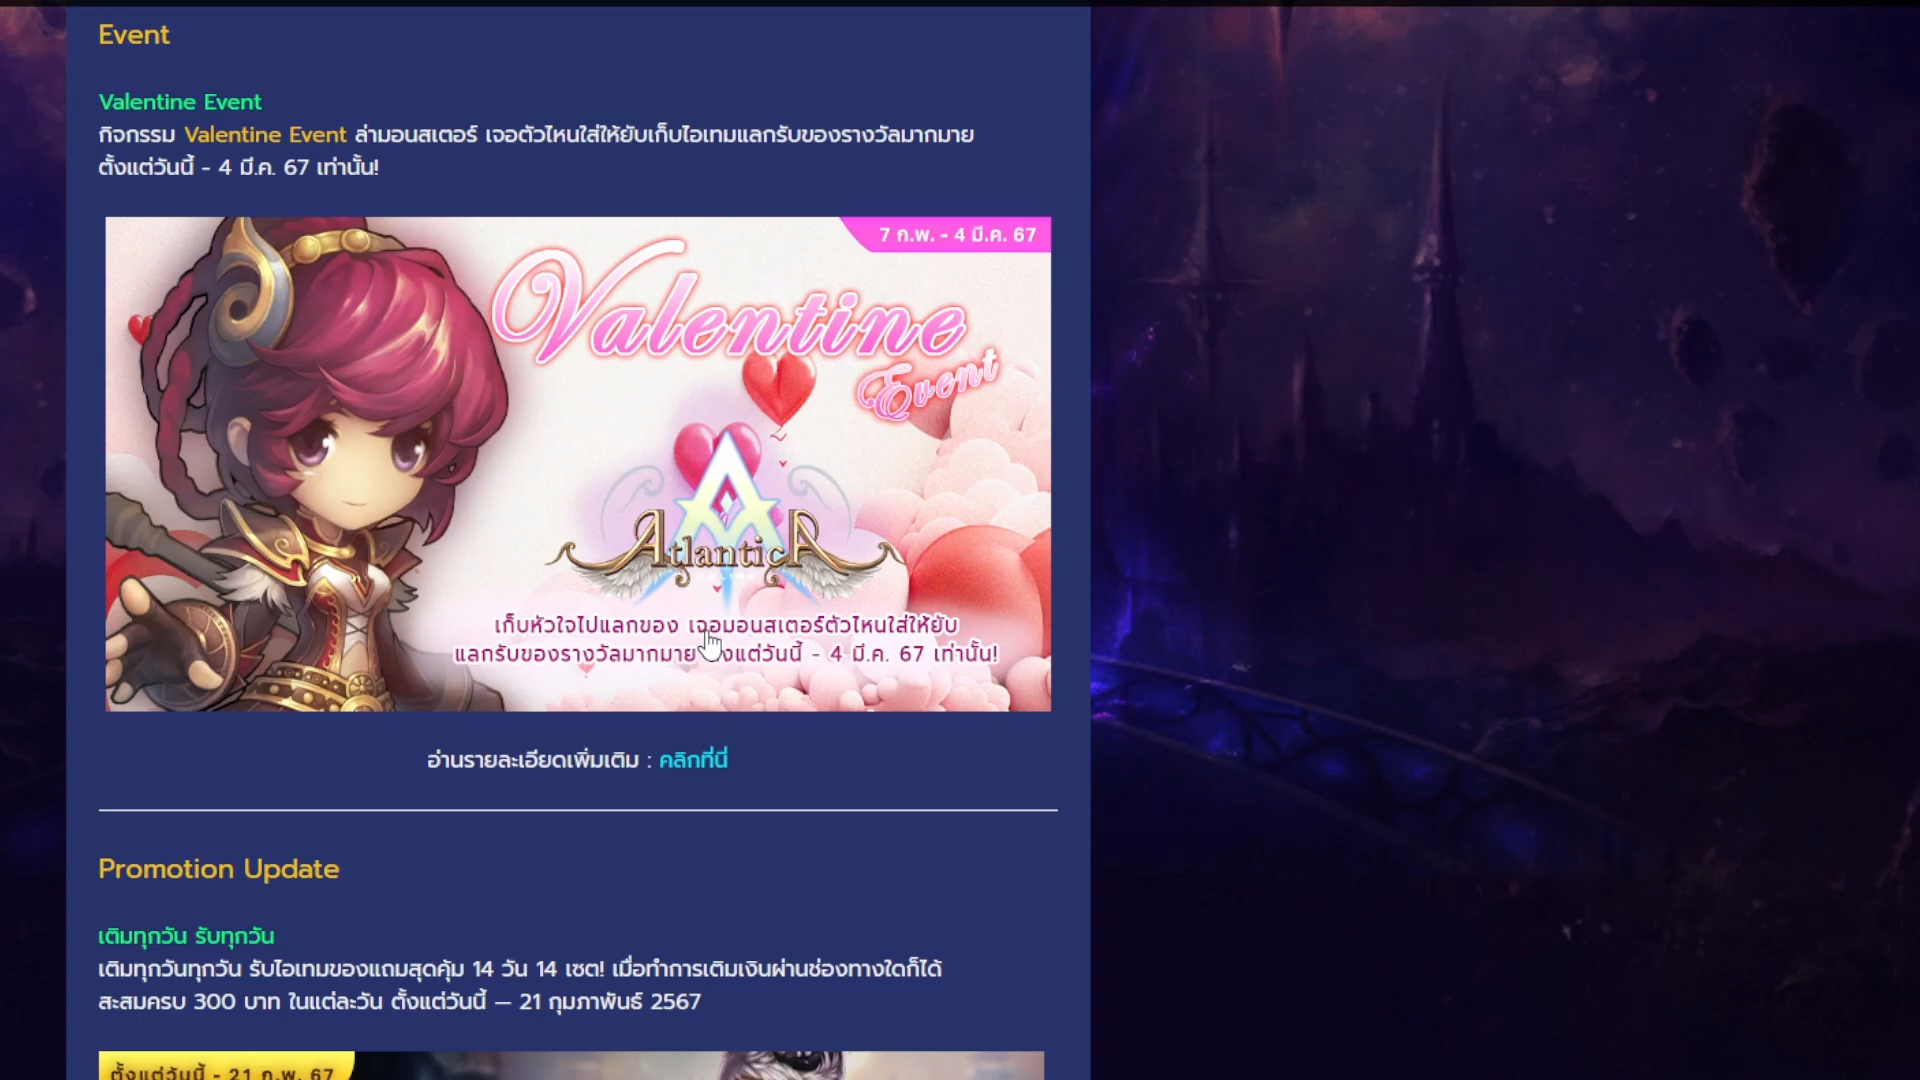 Event
Valentine Event
กิจกรรม Valentine Event ล่ามอนสเตอร์ เจอตัวไหนใส่ให้ยับเก็บไอเทมแลกรับของรางวัลมากมาย
ตั้งแต่วันนี้ - 4 มี.ค. 67 เท่านั้น!
7 ก.พ. - 4 มี.ค. 67
Valentine
Event
Atlantica
เก็บหัวใจไปแลกของ เจอมอนสเตอร์ตัวไหนใส่ให้ยับ
แลกรับของรางวัลมากมาย ตั้งแต่วันนี้ - 4 มี.ค. 67 เท่านั้น!
อ่านรายละเอียดเพิ่มเติม : คลิกที่นี่
Promotion Update
เติมทุกวัน รับทุกวัน
เติมทุกวันทุกวัน รับไอเทมของแถมสุดคุ้ม 14 วัน 14 เซต! เมื่อทำการเติมเงินผ่านช่องทางใดก็ได้
สะสมครบ 300 บาท ในแต่ละวัน ตั้งแต่วันนี้ — 21 กุมภาพันธ์ 2567
ตั้งแต่วันนี้ - 21 ก.พ. 67